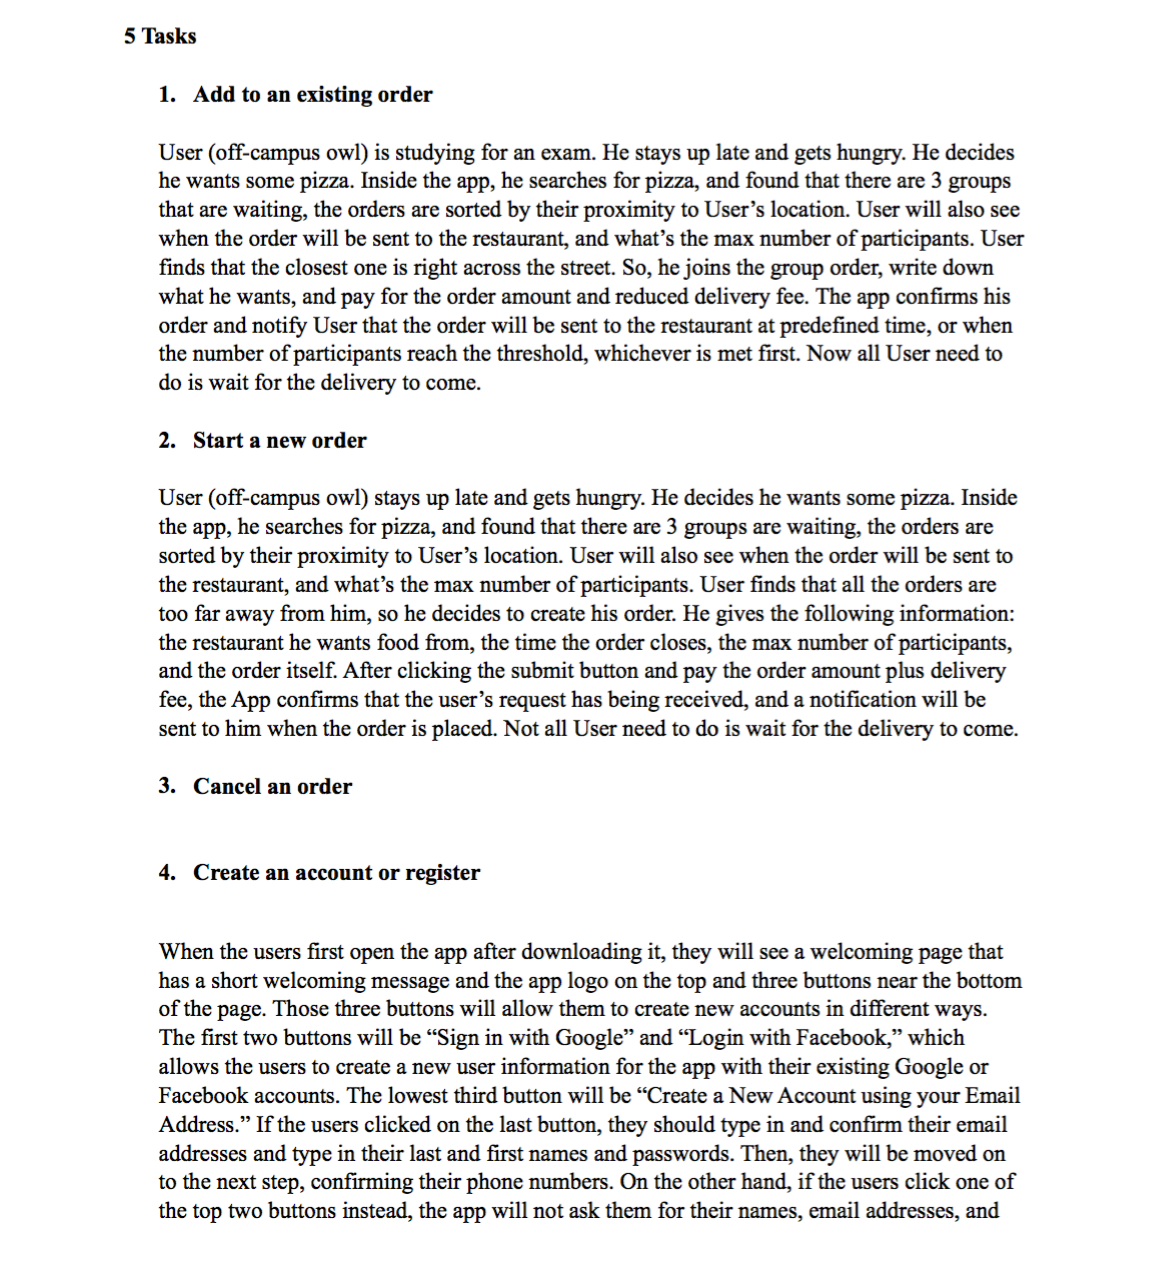 5 Tasks
1. Add to an existing order
User (off-campus owl) is studying for an exam. He stays up late and gets hungry. He decides
he wants some pizza. Inside the app, he searches for pizza, and found that there are 3 groups
that are waiting, the orders are sorted by their proximity to User’s location. User will also see
when the order will be sent to the restaurant, and what’s the max number of participants. User
finds that the closest one is right across the street. So, he joins the group order, write down
what he wants, and pay for the order amount and reduced delivery fee. The app confirms his
order and notify User that the order will be sent to the restaurant at predefined time, or when
the number of participants reach the threshold, whichever is met first. Now all User need to
do is wait for the delivery to come.
2. Start a new order
User (off-campus owl) stays up late and gets hungry. He decides he wants some pizza. Inside
the app, he searches for pizza, and found that there are 3 groups are waiting, the orders are
sorted by their proximity to User’s location. User will also see when the order will be sent to
the restaurant, and what’s the max number of participants. User finds that all the orders are
too far away from him, so he decides to create his order. He gives the following information:
the restaurant he wants food from, the time the order closes, the max number of participants,
and the order itself. After clicking the submit button and pay the order amount plus delivery
fee, the App confirms that the user’s request has being received, and a notification will be
sent to him when the order is placed. Not all User need to do is wait for the delivery to come.
3. Cancel an order
4. Create an account or register
When the users first open the app after downloading it, they will see a welcoming page that
has a short welcoming message and the app logo on the top and three buttons near the bottom
of the page. Those three buttons will allow them to create new accounts in different ways.
The first two buttons will be “Sign in with Google” and “Login with Facebook,” which
allows the users to create a new user information for the app with their existing Google or
Facebook accounts. The lowest third button will be “Create a New Account using your Email
Address.” If the users clicked on the last button, they should type in and confirm their email
addresses and type in their last and first names and passwords. Then, they will be moved on
to the next step, confirming their phone numbers. On the other hand, if the users click one of
the top two buttons instead, the app will not ask them for their names, email addresses, and